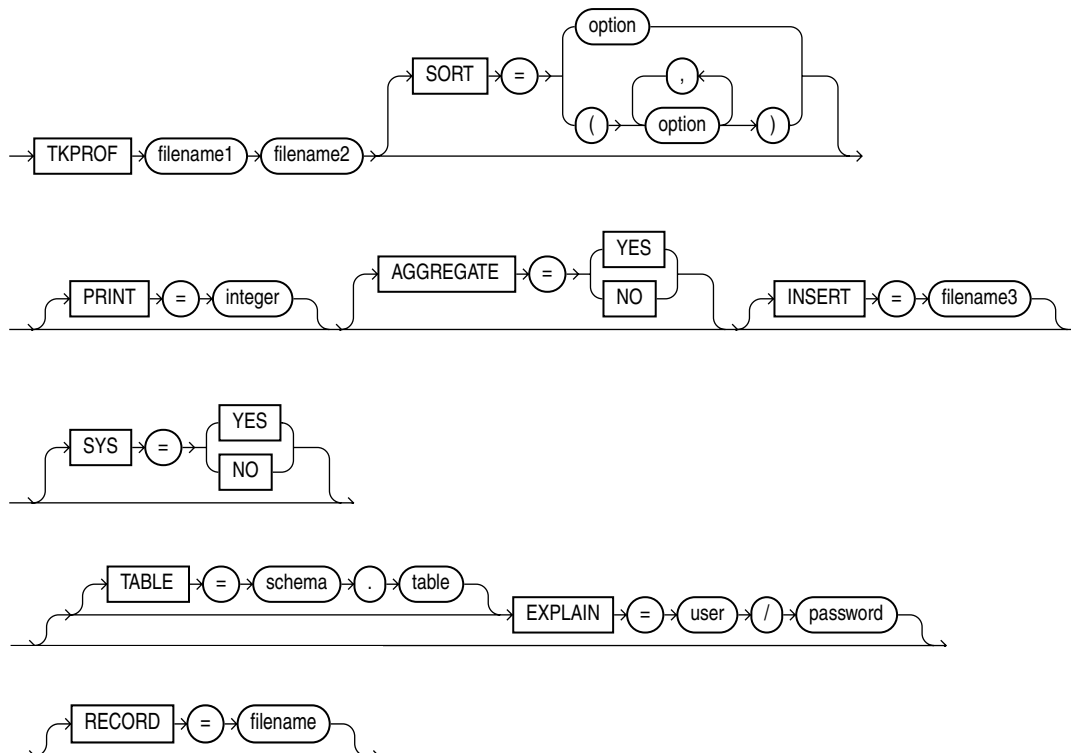 option
SORT = ,
( option )
TKPROF filename1 filename2
YES
PRINT = integer AGGREGATE = NO INSERT = filename3
YES
SYS = NO
TABLE = schema . table
EXPLAIN = user / password
RECORD = filename